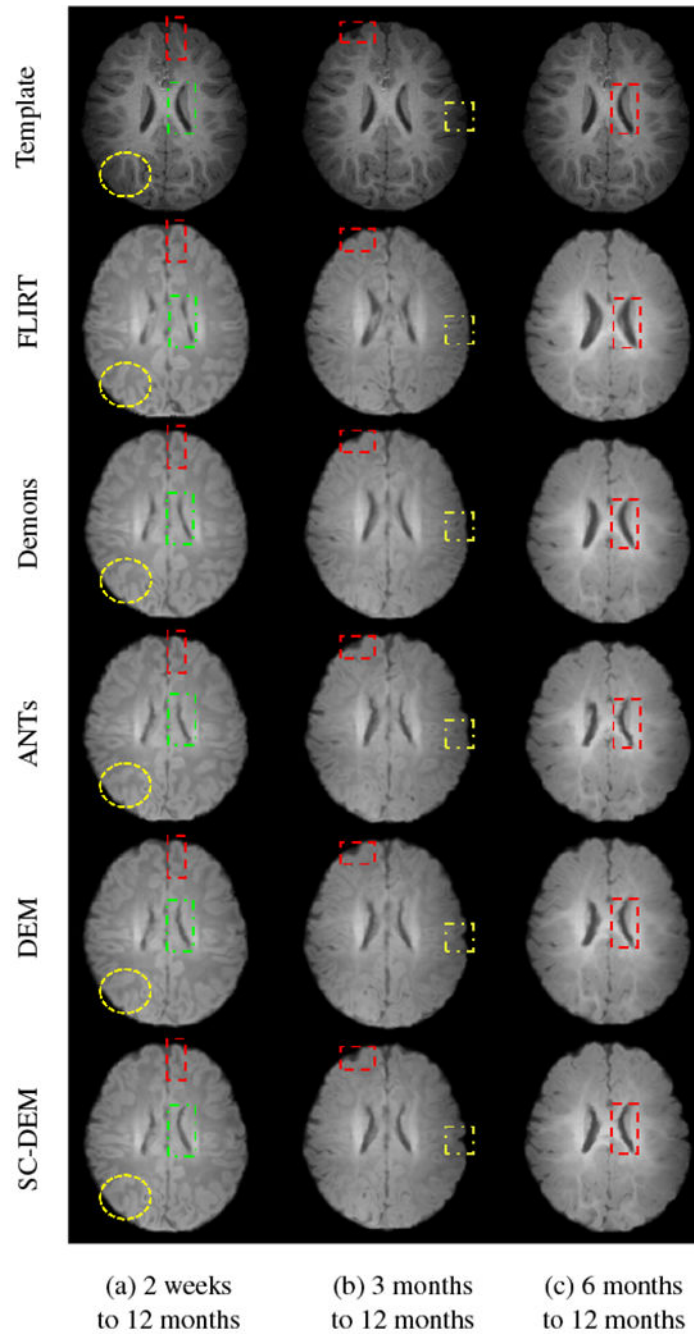 Template
FLIRT
Demons
ANTs
DEM
SC-DEM
(a) 2 weeks
to 12 months
(b) 3 months
to 12 months
(c) 6 months
to 12 months